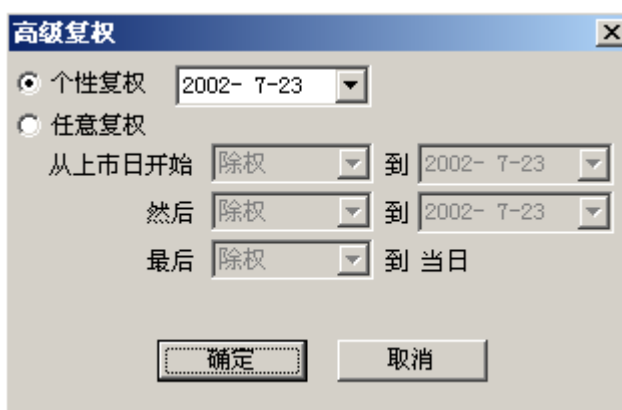 高级复权
个性复权 2002- 7-23
任意复权
从上市日开始 除权 到 2002- 7-23
然后 除权 到 2002- 7-23
最后 除权 到 当日
确定 取消